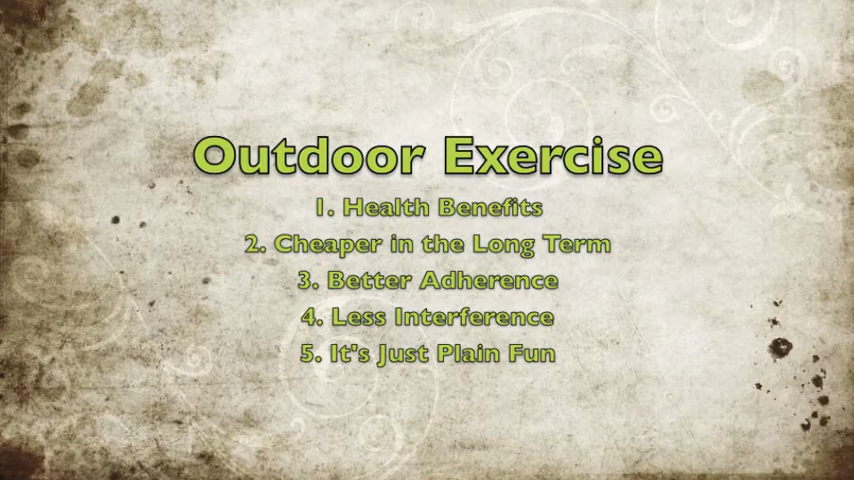 Outdoor Exercise
1. Health Benefits
2. Cheaper in the Long Term
3. Better Adherence
4. Less Interference
5. It's Just Plain Fun